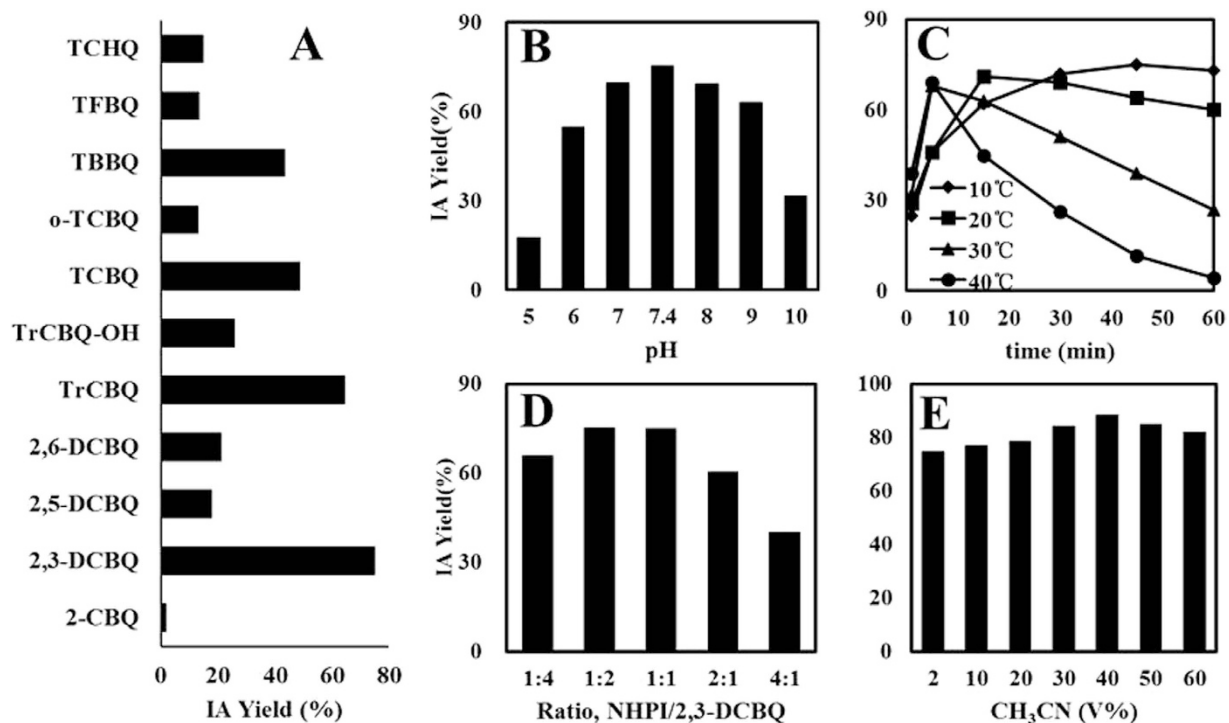 A
TCHQ
TFBQ
TBBQ
o-TCBQ
TCBQ
TrCBQ-OH
TrCBQ
2,6-DCBQ
2,5-DCBQ
2,3-DCBQ
2-CBQ
0 20 40 60 80
IA Yield (%)
B
IA Yield(%)
90
60
30
0
5 6 7 7.4 8 9 10
pH
C
90
60
30
0
10℃
20℃
30℃
40℃
0 10 20 30 40 50 60
time (min)
D
IA Yield(%)
90
60
30
0
1:4 1:2 1:1 2:1 4:1
Ratio, NHPI/2,3-DCBQ
E
100
80
60
40
20
0
2 10 20 30 40 50 60
CH₃CN (V%)